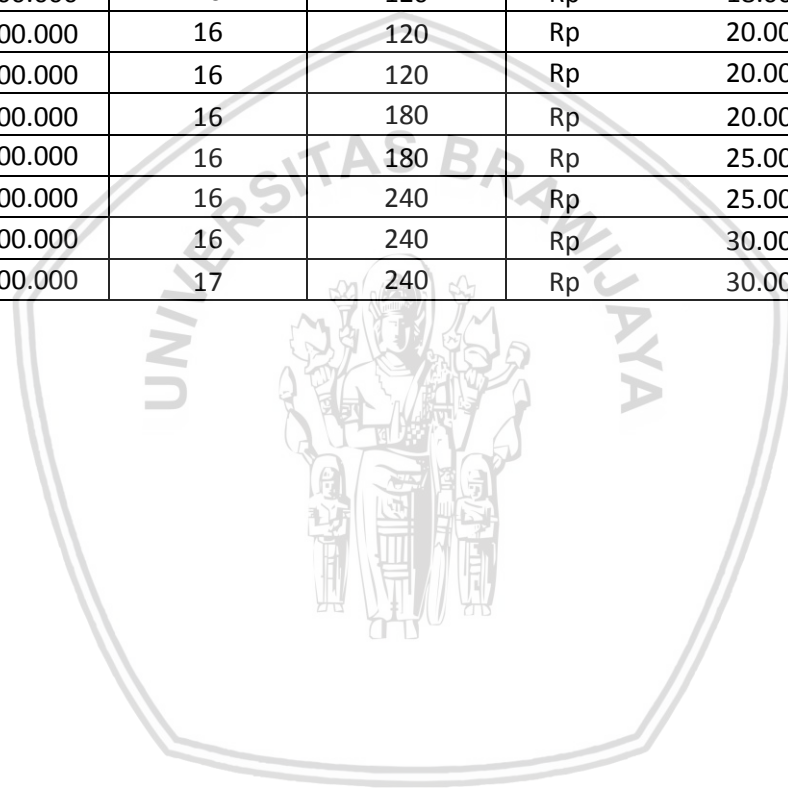 00.000 16 120 Rp 20.00
00.000 16 120 Rp 20.00
00.000 16 180 Rp 20.00
00.000 16 180 Rp 25.00
00.000 16 240 Rp 25.00
00.000 16 240 Rp 30.00
00.000 17 240 Rp 30.00
UNIVERSITAS BRAWIJAYA